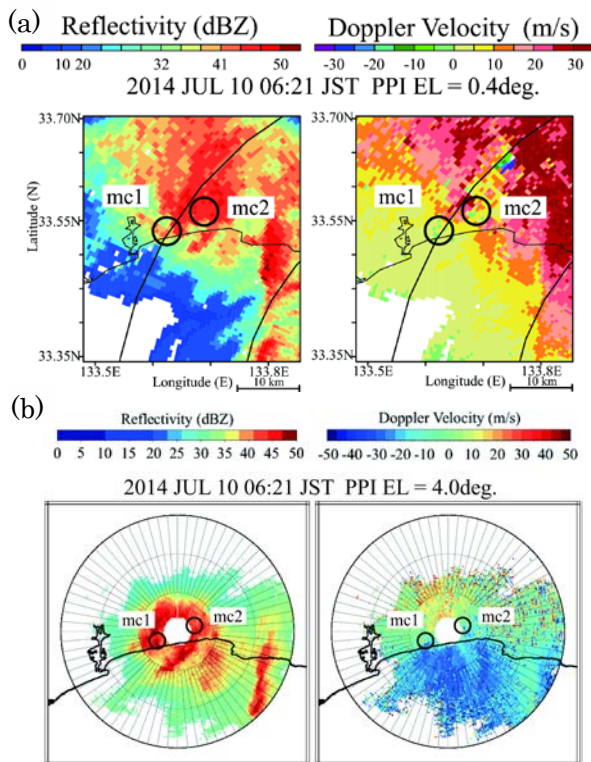 (a) Reflectivity (dBZ) Doppler Velocity (m/s)
0 10 20 32 41 50 -30 -20 -10 0 10 20 30
2014 JUL 10 06:21 JST PPI EL = 0.4deg.
33.70N 33.70N
mc1 mc2 mc1 mc2
33.55N 33.55N
Latitude (N)
33.35N 33.35N
133.5E 133.8E 133.5E 133.8E
Longitude (E) 10 km Longitude (E) 10 km
(b)
Reflectivity (dBZ) Doppler Velocity (m/s)
0 5 10 15 20 25 30 35 40 45 50 -50 -40 -30 -20 -10 0 10 20 30 40 50
2014 JUL 10 06:21 JST PPI EL = 4.0deg.
mc1 mc2 mc1 mc2